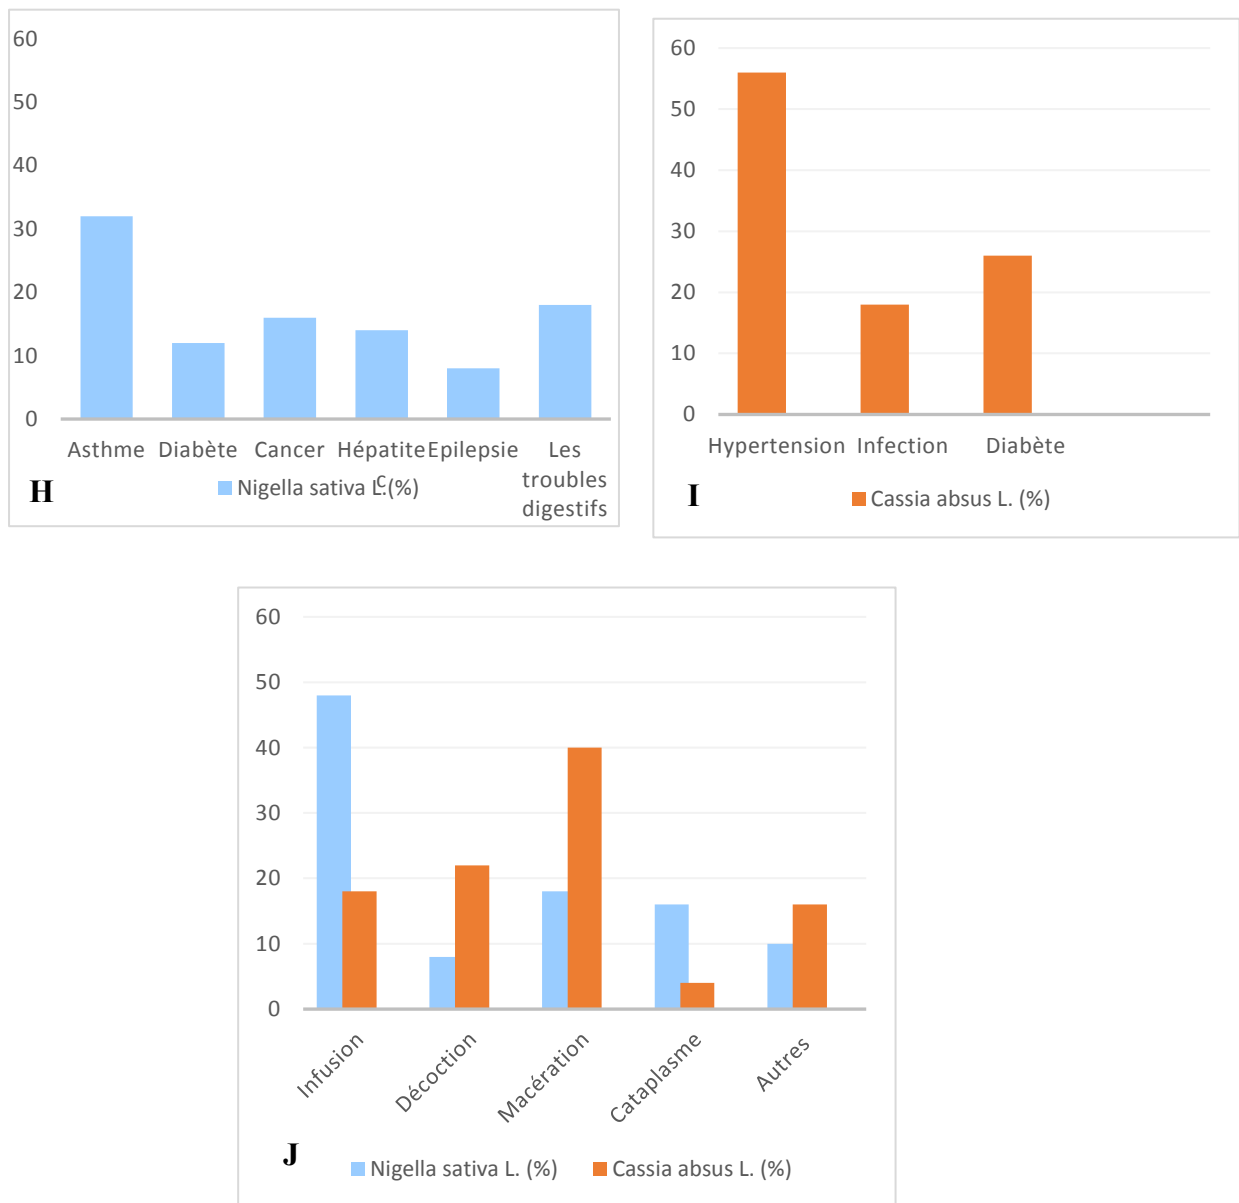 60
50
40
30
20
10
0
Asthme Diabète Cancer Hépatite Epilepsie Les
troubles
digestifs
C
Nigella sativa L.(%)
H
60
50
40
30
20
10
0
Hypertension Infection Diabète
Cassia absus L. (%)
I
60
50
40
30
20
10
0
Infusion Décoction Macération Cataplasme Autres
Nigella sativa L. (%) Cassia absus L. (%)
J